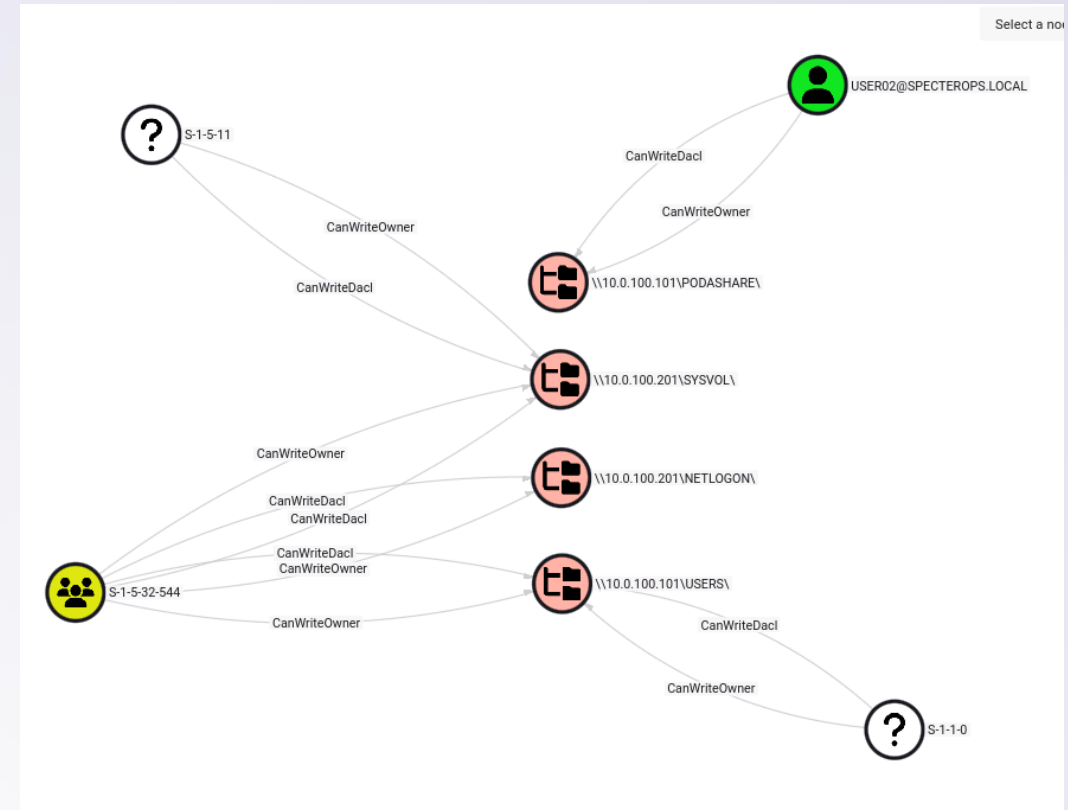 Select a
USER02@SPECTEROPS.LOCAL
S-1-5-11
CanWriteDacl
CanWriteOwner
CanWriteOwner
CanWriteDacl
\\10.0.100.101\PODASHARE\
\\10.0.100.201\SYSVOL\
CanWriteOwner
\\10.0.100.201\NETLOGON\
CanWriteDacl
CanWriteDacl
CanWriteDacl
CanWriteOwner
\\10.0.100.101\USERS\
S-1-5-32-544
CanWriteOwner
CanWriteDacl
CanWriteOwner
S-1-1-0